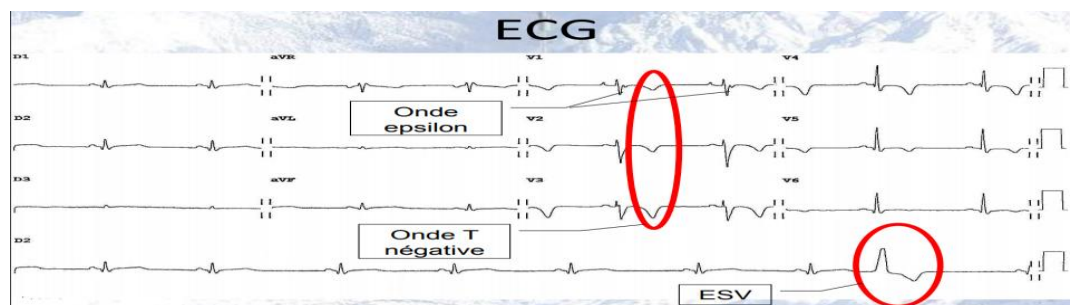 ECG
D1 aVR V1 V4
Onde
epsilon
D2 aVL V2 V5
D3 aVF V3 V6
Onde T
négative
D2
ESV